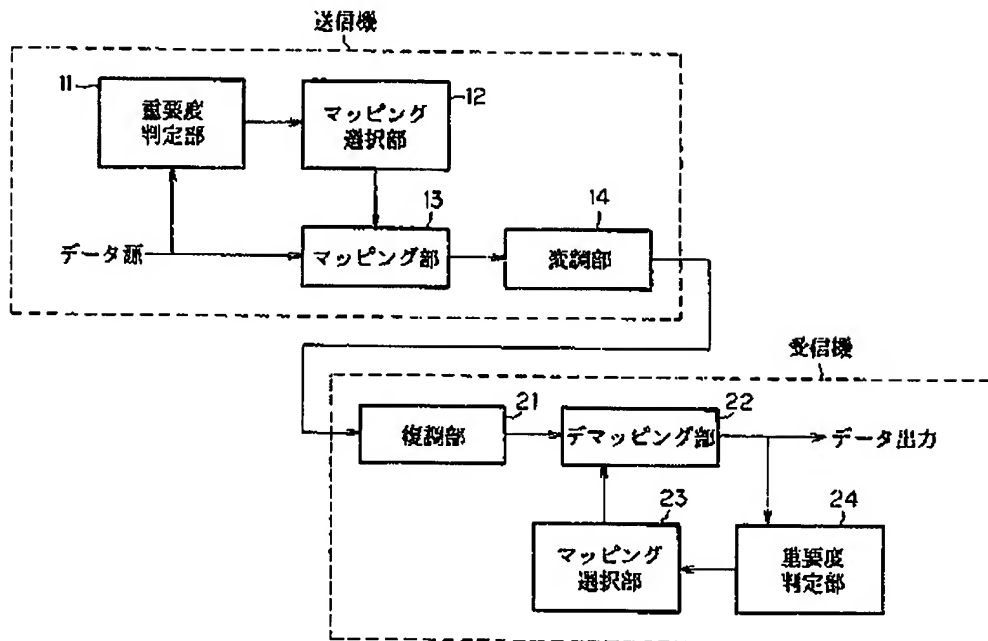 送信機
11
重要度
判定部
12
マッピング
選択部
13
14
データ源
マッピング部
変調部
受信機
21
22
復調部
デマッピング部
データ出力
23
24
マッピング
選択部
重要度
判定部